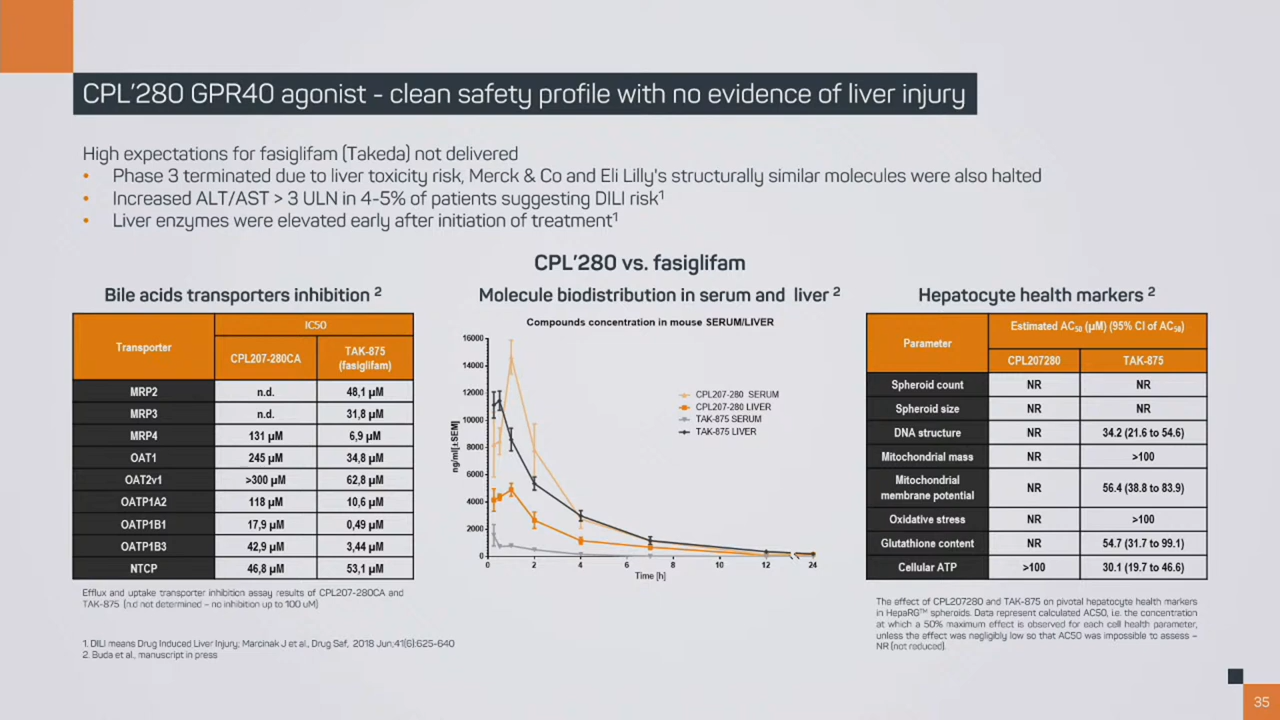 CPL'280 GPR40 agonist - clean safety profile with no evidence of liver injury
High expectations for fasiglifam (Takeda) not delivered
• Phase 3 terminated due to liver toxicity risk, Merck & Co and Eli Lilly's structurally similar molecules were also halted
• Increased ALT/AST > 3 ULN in 4-5% of patients suggesting DILI risk¹
• Liver enzymes were elevated early after initiation of treatment¹
CPL'280 vs. fasiglifam
Bile acids transporters inhibition ²
Transporter IC50
CPL207-280CA TAK-875 (fasiglifam)
MRP2 n.d. 48,1 µM
MRP3 n.d. 31,8 µM
MRP4 131 µM 6,9 µM
OAT1 245 µM 34,8 µM
OAT2v1 >300 µM 62,8 µM
OATP1A2 118 µM 10,6 µM
OATP1B1 17,9 µM 0,49 µM
OATP1B3 42,9 µM 3,44 µM
NTCP 46,8 µM 53,1 µM
Efflux and uptake transporter inhibition assay results of CPL207-280CA and
TAK-875 (n.d not determined – no inhibition up to 100 uM)
Molecule biodistribution in serum and liver ²
Compounds concentration in mouse SERUM/LIVER
ng/ml[±SEM]
16000
14000
12000
10000
8000
6000
4000
2000
0
CPL207-280 SERUM
CPL207-280 LIVER
TAK-875 SERUM
TAK-875 LIVER
0 2 4 6 8 10 12 24
Time [h]
Hepatocyte health markers ²
Parameter Estimated AC₅₀ (µM) (95% CI of AC₅₀)
CPL207280 TAK-875
Spheroid count NR NR
Spheroid size NR NR
DNA structure NR 34.2 (21.6 to 54.6)
Mitochondrial mass NR >100
Mitochondrial membrane potential NR 56.4 (38.8 to 83.9)
Oxidative stress NR >100
Glutathione content NR 54.7 (31.7 to 99.1)
Cellular ATP >100 30.1 (19.7 to 46.6)
The effect of CPL207280 and TAK-875 on pivotal hepatocyte health markers
in HepaRG™ spheroids. Data represent calculated AC50, i.e. the concentration
at which a 50% maximum effect is observed for each cell health parameter,
unless the effect was negligibly low so that AC50 was impossible to assess –
NR (not reduced).
1. DILI means Drug Induced Liver Injury; Marcinak J et al., Drug Saf, 2018 Jun;41(6):625-640
2. Buda et al., manuscript in press
35